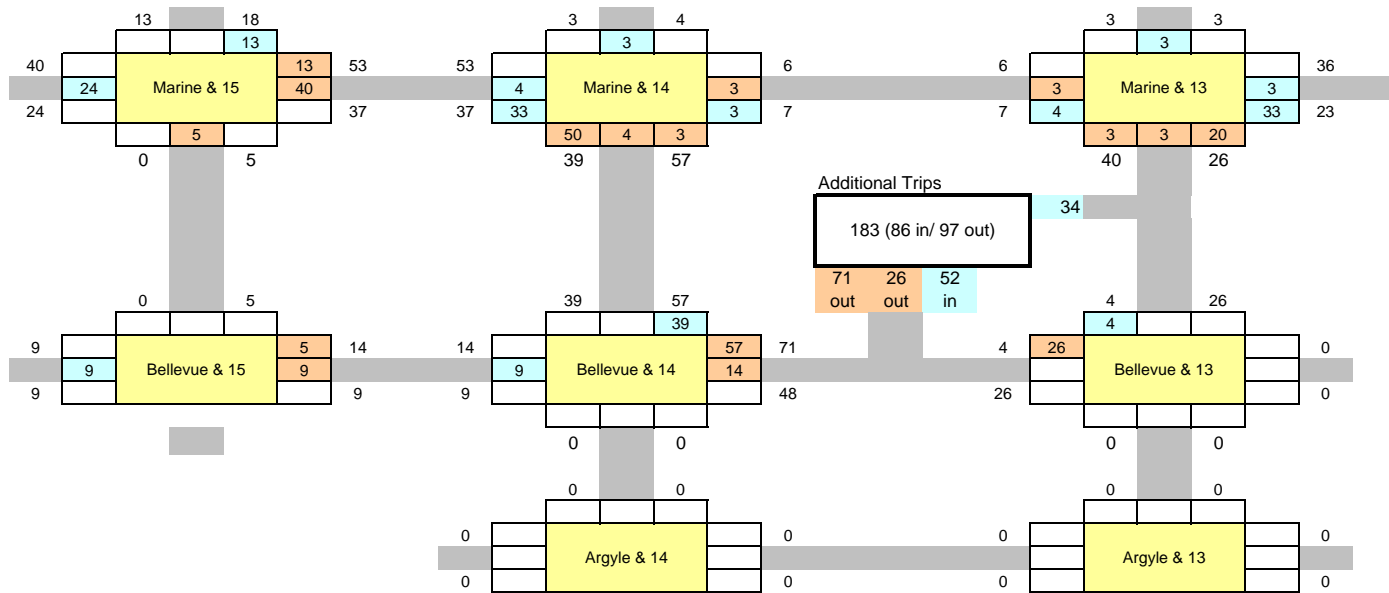 13 18 3 4 3 3
13 3 3
40 13 53 53 6 6 36
24 Marine & 15 40 4 Marine & 14 3 3 Marine & 13 3
24 37 37 33 3 7 7 4 33 23
5 50 4 3 3 3 20
0 5 39 57 40 26
Additional Trips
34
183 (86 in/ 97 out)
71 26 52
out out in
0 5 39 57 4 26
39 4
9 5 14 14 57 71 4 26 0
9 Bellevue & 15 9 9 Bellevue & 14 14 Bellevue & 13
9 9 9 48 26 0
0 0 0 0
0 0 0 0
0 0 0 0
Argyle & 14 Argyle & 13
0 0 0 0